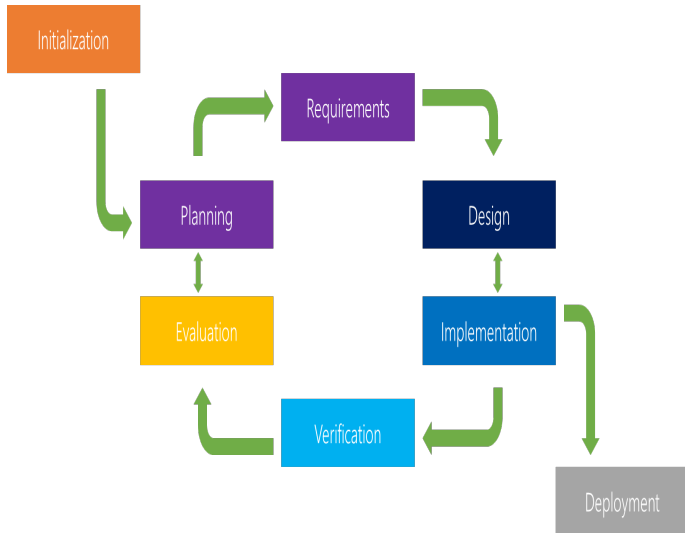 Initialization
Requirements
Planning
Design
Evaluation
Implementation
Verification
Deployment